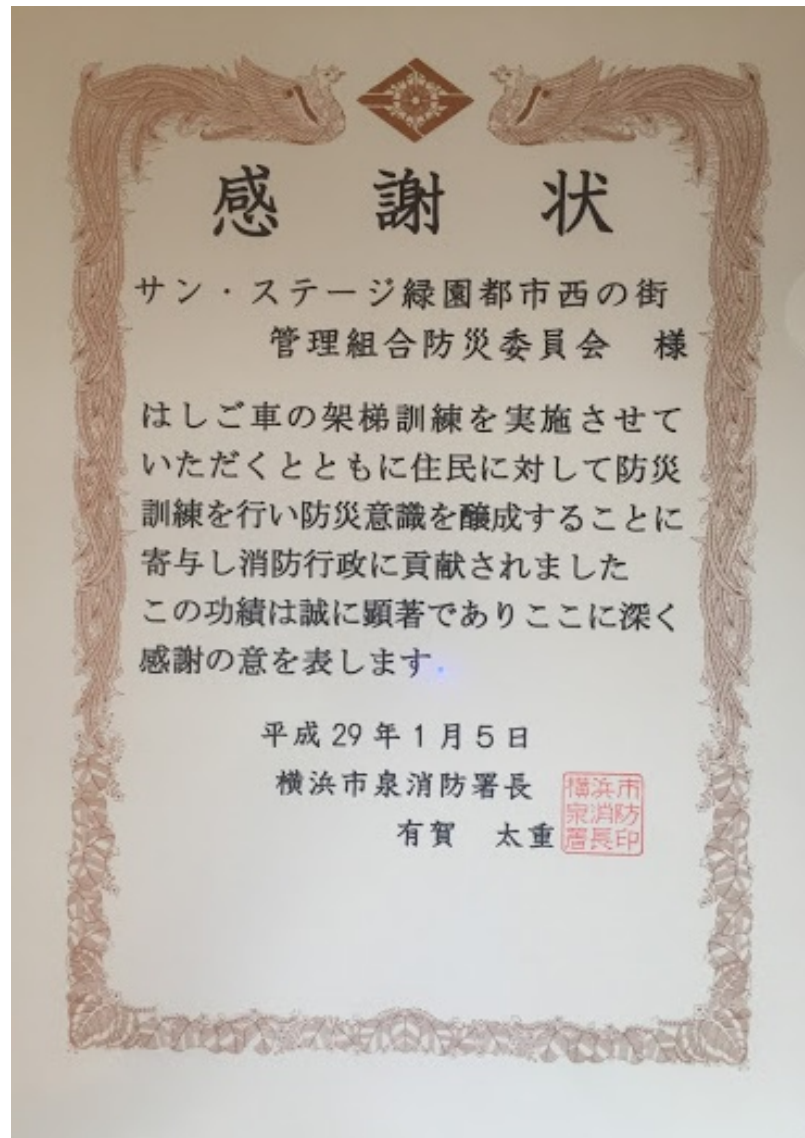 感謝状
サン・ステージ緑園都市西の街
管理組合防災委員会　様
はしご車の架梯訓練を実施させて
いただくとともに住民に対して防災
訓練を行い防災意識を醸成することに
寄与し消防行政に貢献されました
この功績は誠に顕著でありここに深く
感謝の意を表します
平成29年1月5日
横浜市泉消防署長
有賀　太重
横浜市
泉消防
署長印